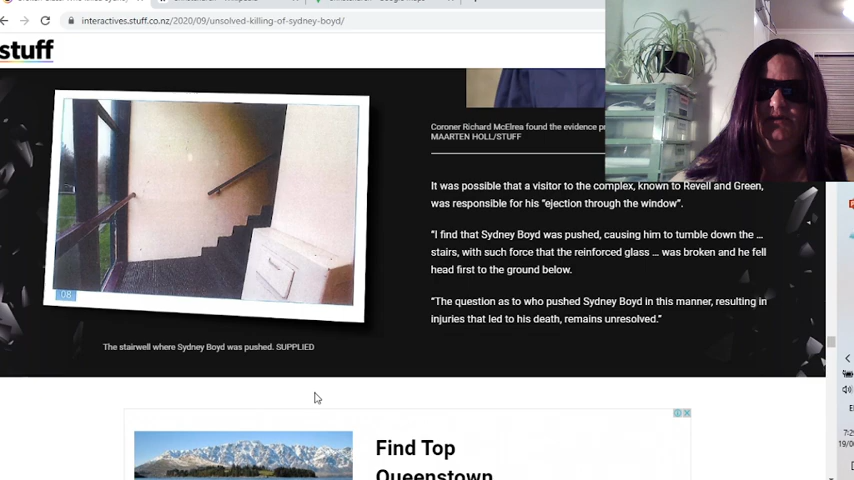 interactives.stuff.co.nz/2020/09/unsolved-killing-of-sydney-boyd/
stuff
08
The stairwell where Sydney Boyd was pushed. SUPPLIED
Coroner Richard McElrea found the evidence
MAARTEN HOLL/STUFF
It was possible that a visitor to the complex, known to Revell and Green,
was responsible for his “ejection through the window”.
“I find that Sydney Boyd was pushed, causing him to tumble down the …
stairs, with such force that the reinforced glass … was broken and he fell
head first to the ground below.
“The question as to who pushed Sydney Boyd in this manner, resulting in
injuries that led to his death, remains unresolved.”
Find Top
Queenstown